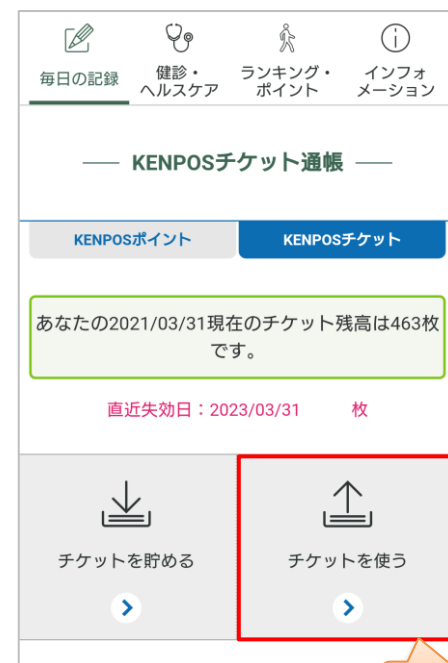 毎日の記録
健診・
ヘルスケア
ランキング・
ポイント
インフォ
メーション
KENPOSチケット通帳
KENPOSポイント
KENPOSチケット
あなたの2021/03/31現在のチケット残高は463枚
です。
直近失効日：2023/03/31 枚
チケットを貯める
チケットを使う